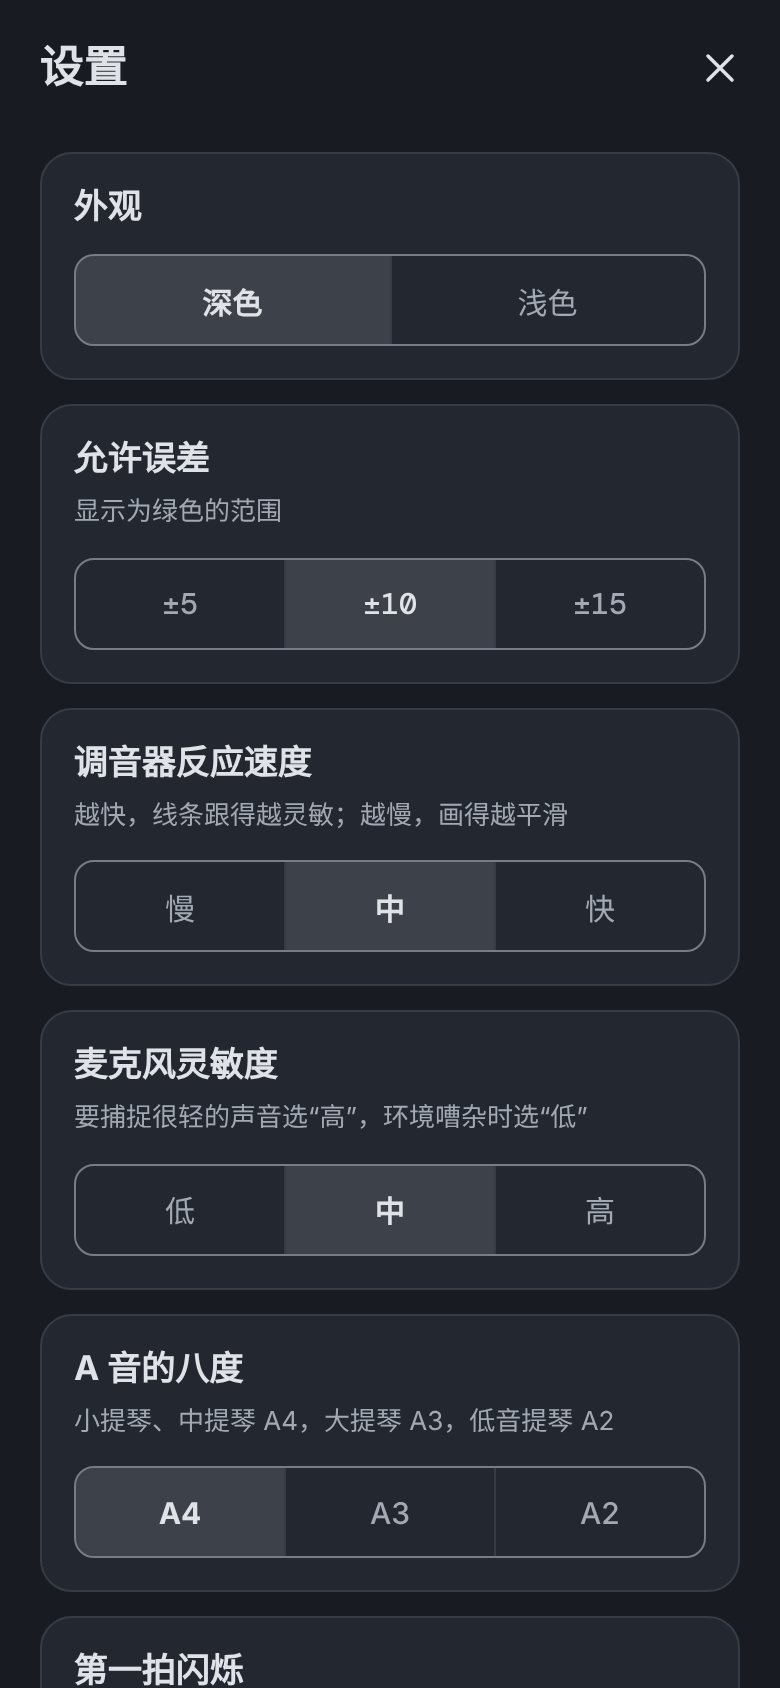 设置
外观
深色
浅色
允许误差
显示为绿色的范围
±5
±10
±15
调音器反应速度
越快，线条跟得越灵敏；越慢，画得越平滑
慢
中
快
麦克风灵敏度
要捕捉很轻的声音选“高”，环境嘈杂时选“低”
低
中
高
A 音的八度
小提琴、中提琴 A4，大提琴 A3，低音提琴 A2
A4
A3
A2
第一拍闪烁